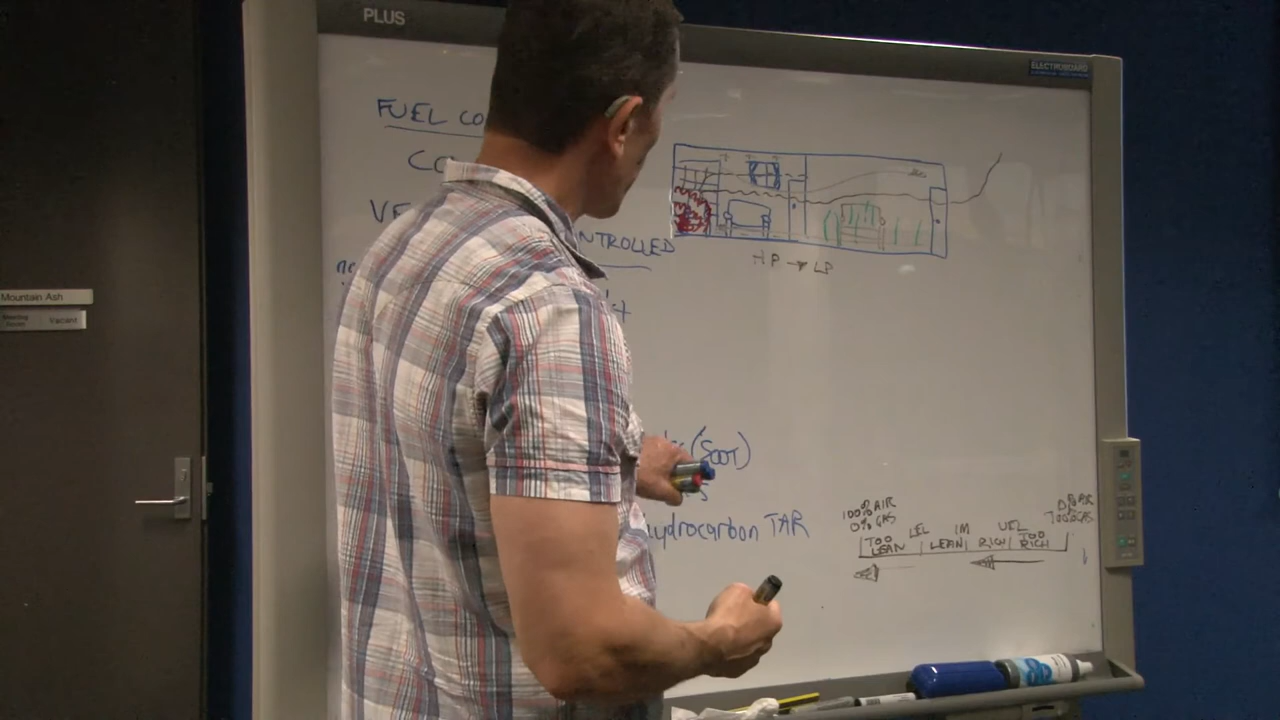 PLUS
ELECTROBOARD
FUEL CO
CO
VE
NTROLLED
HP → LP
Mountain Ash
Meeting Room Vacant
(SOOT)
hydrocarbon TAR
100% AIR
0% GAS
0% AIR
100% GAS
LEL IM UEL
TOO LEAN LEAN RICH TOO RICH